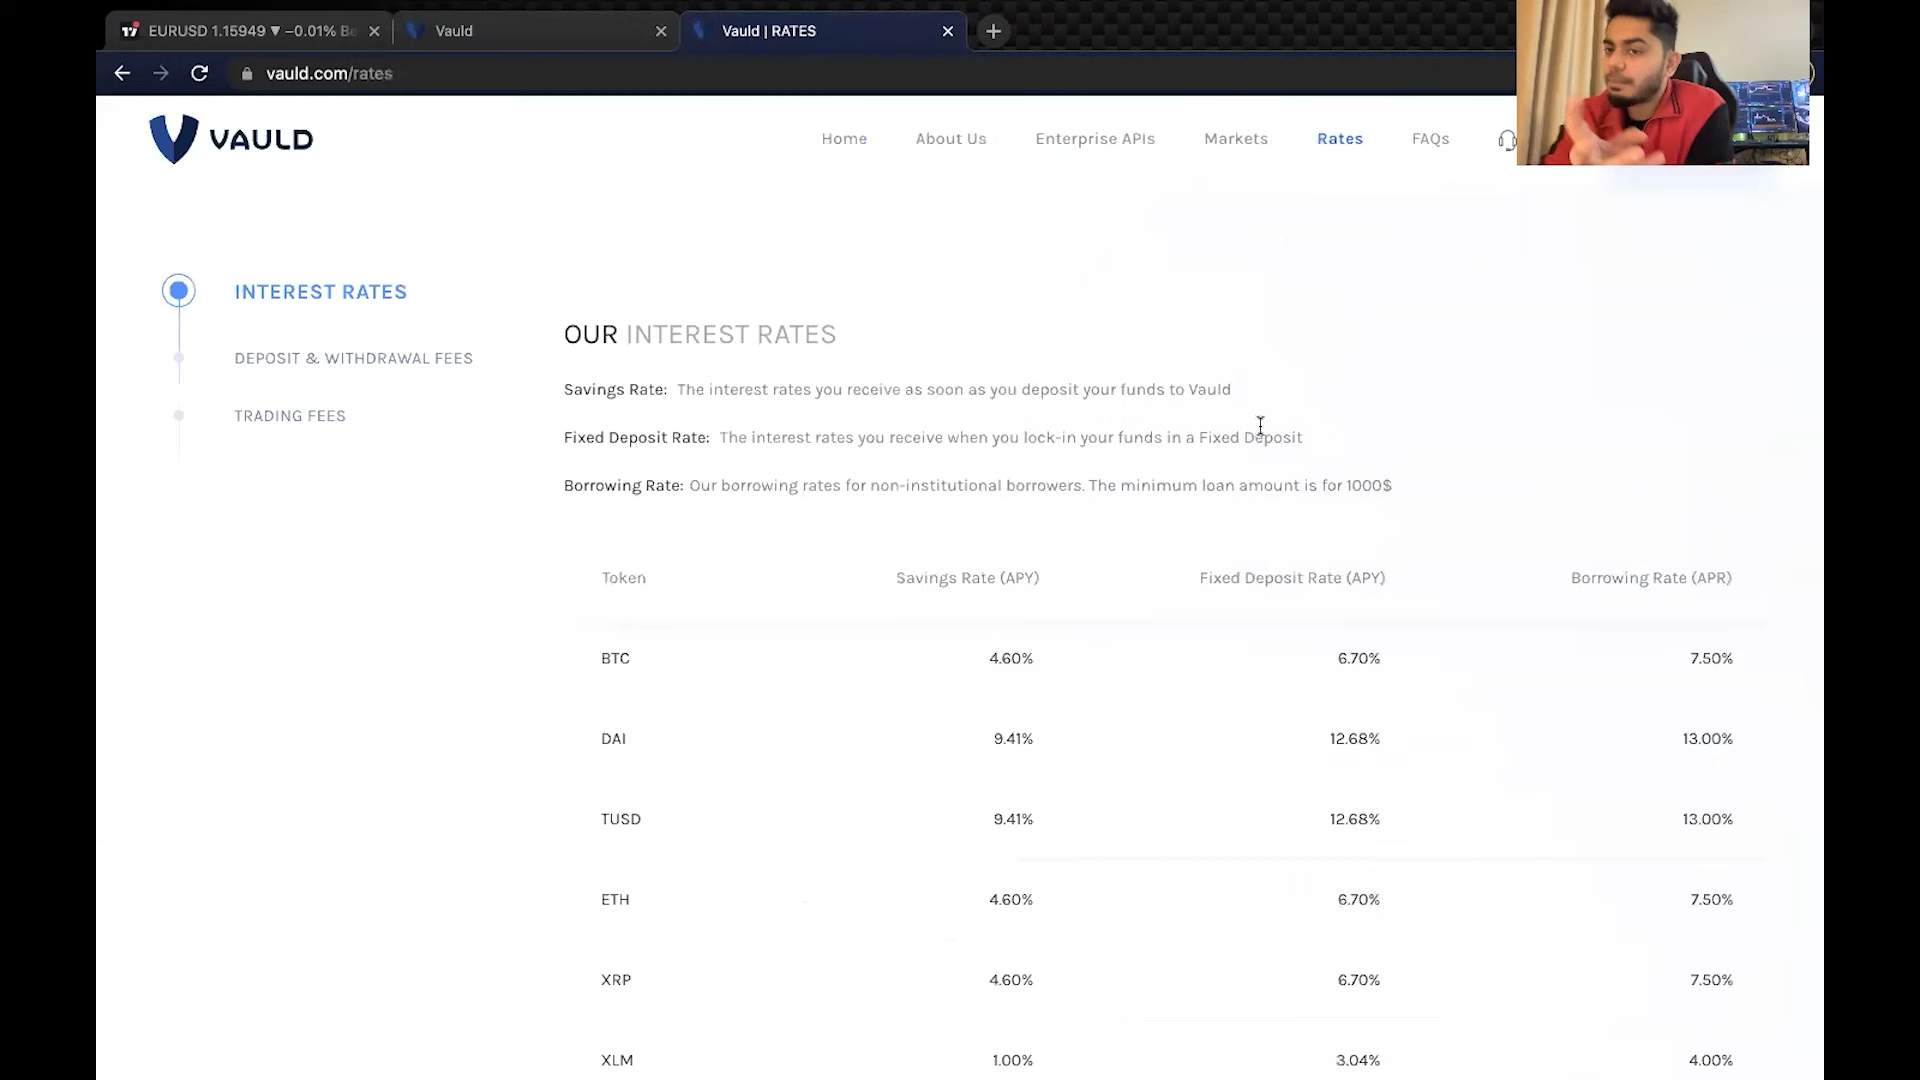 EURUSD 1.15949 ▼ −0.01% Be
Vauld
Vauld | RATES
vauld.com/rates
VAULD
Home
About Us
Enterprise APIs
Markets
Rates
FAQs
INTEREST RATES
DEPOSIT & WITHDRAWAL FEES
TRADING FEES
OUR INTEREST RATES
Savings Rate: The interest rates you receive as soon as you deposit your funds to Vauld
Fixed Deposit Rate: The interest rates you receive when you lock-in your funds in a Fixed Deposit
Borrowing Rate: Our borrowing rates for non-institutional borrowers. The minimum loan amount is for 1000$
Token Savings Rate (APY) Fixed Deposit Rate (APY) Borrowing Rate (APR)
BTC 4.60% 6.70% 7.50%
DAI 9.41% 12.68% 13.00%
TUSD 9.41% 12.68% 13.00%
ETH 4.60% 6.70% 7.50%
XRP 4.60% 6.70% 7.50%
XLM 1.00% 3.04% 4.00%